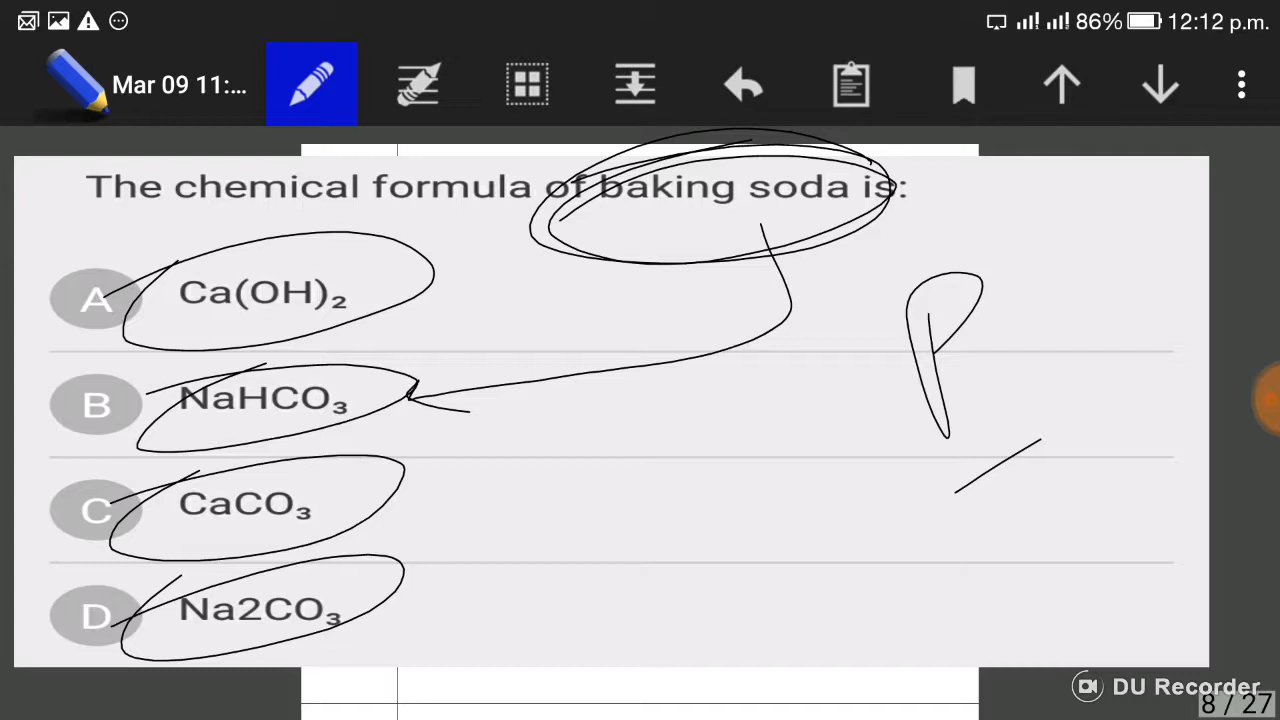 86% 12:12 p.m.
Mar 09 11:...
The chemical formula of baking soda is:
A Ca(OH)₂
B NaHCO₃
C CaCO₃
D Na2CO₃
P
DU Recorder
8 / 27